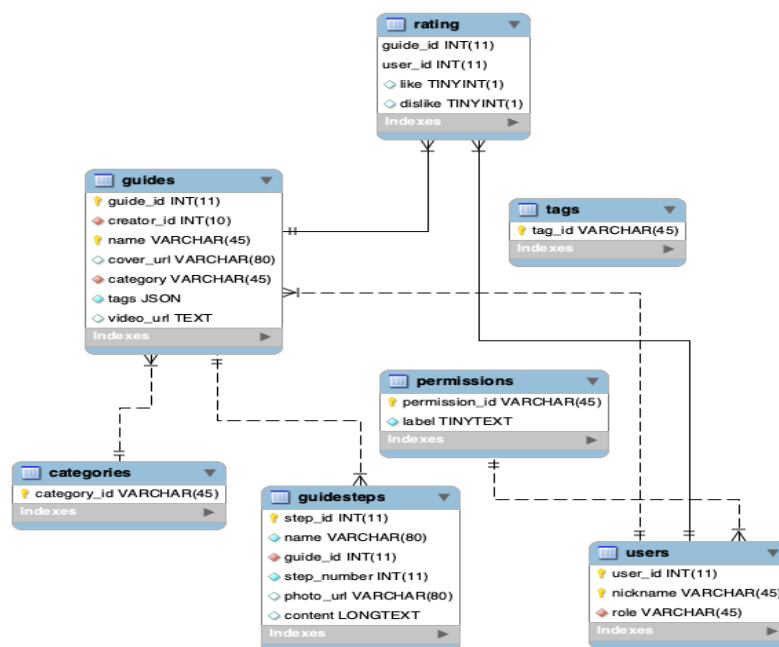 rating
guide_id INT(11)
user_id INT(11)
like TINYINT(1)
dislike TINYINT(1)
Indexes
guides
guide_id INT(11)
creator_id INT(10)
name VARCHAR(45)
cover_url VARCHAR(80)
category VARCHAR(45)
tags JSON
video_url TEXT
Indexes
tags
tag_id VARCHAR(45)
Indexes
permissions
permission_id VARCHAR(45)
label TINYTEXT
Indexes
categories
category_id VARCHAR(45)
Indexes
guidesteps
step_id INT(11)
name VARCHAR(80)
guide_id INT(11)
step_number INT(11)
photo_url VARCHAR(80)
content LONGTEXT
Indexes
users
user_id INT(11)
nickname VARCHAR(45)
role VARCHAR(45)
Indexes